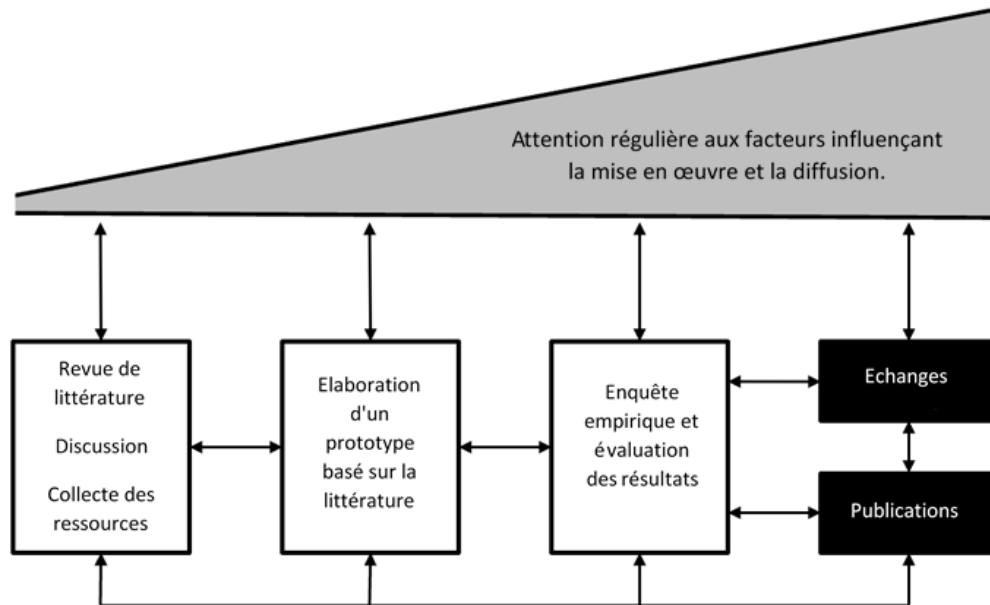 Attention régulière aux facteurs influençant
la mise en œuvre et la diffusion.
Revue de
littérature
Discussion
Collecte des
ressources
Elaboration
d'un
prototype
basé sur la
littérature
Enquête
empirique et
évaluation
des résultats
Echanges
Publications